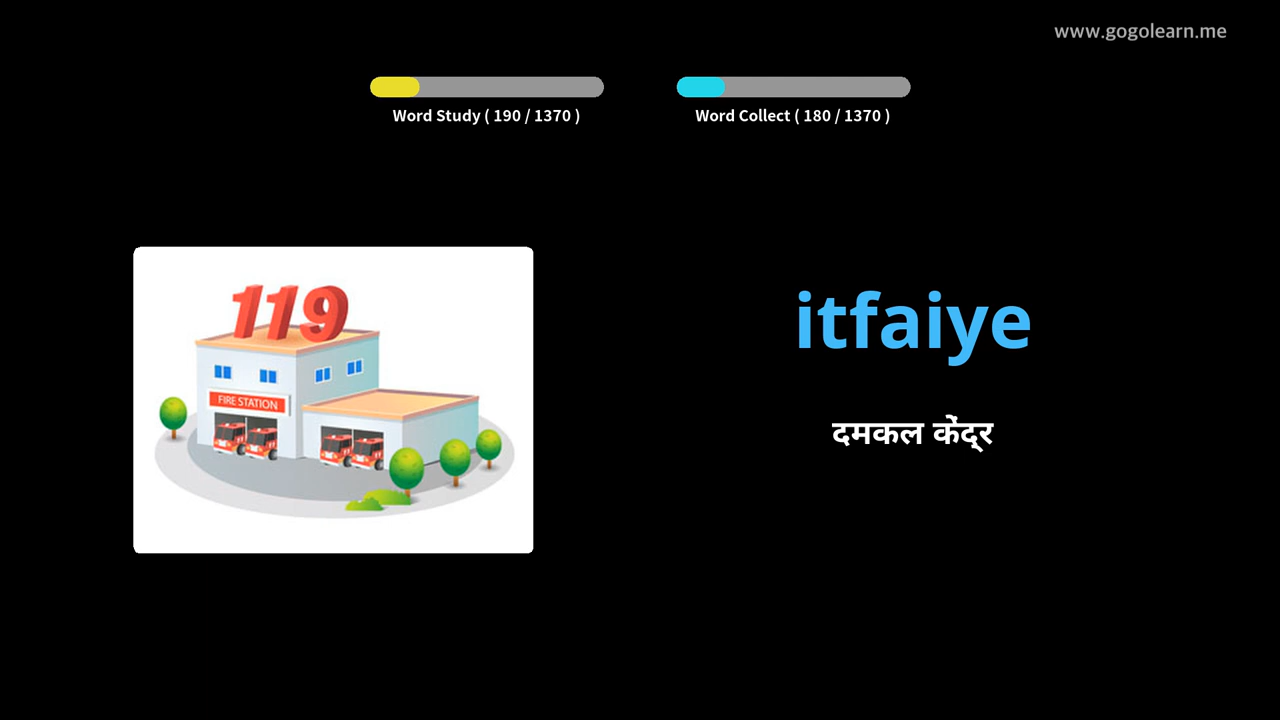 www.gogolearn.me
Word Study ( 190 / 1370 )
Word Collect ( 180 / 1370 )
119
FIRE STATION
itfaiye
दमकल केंद्र